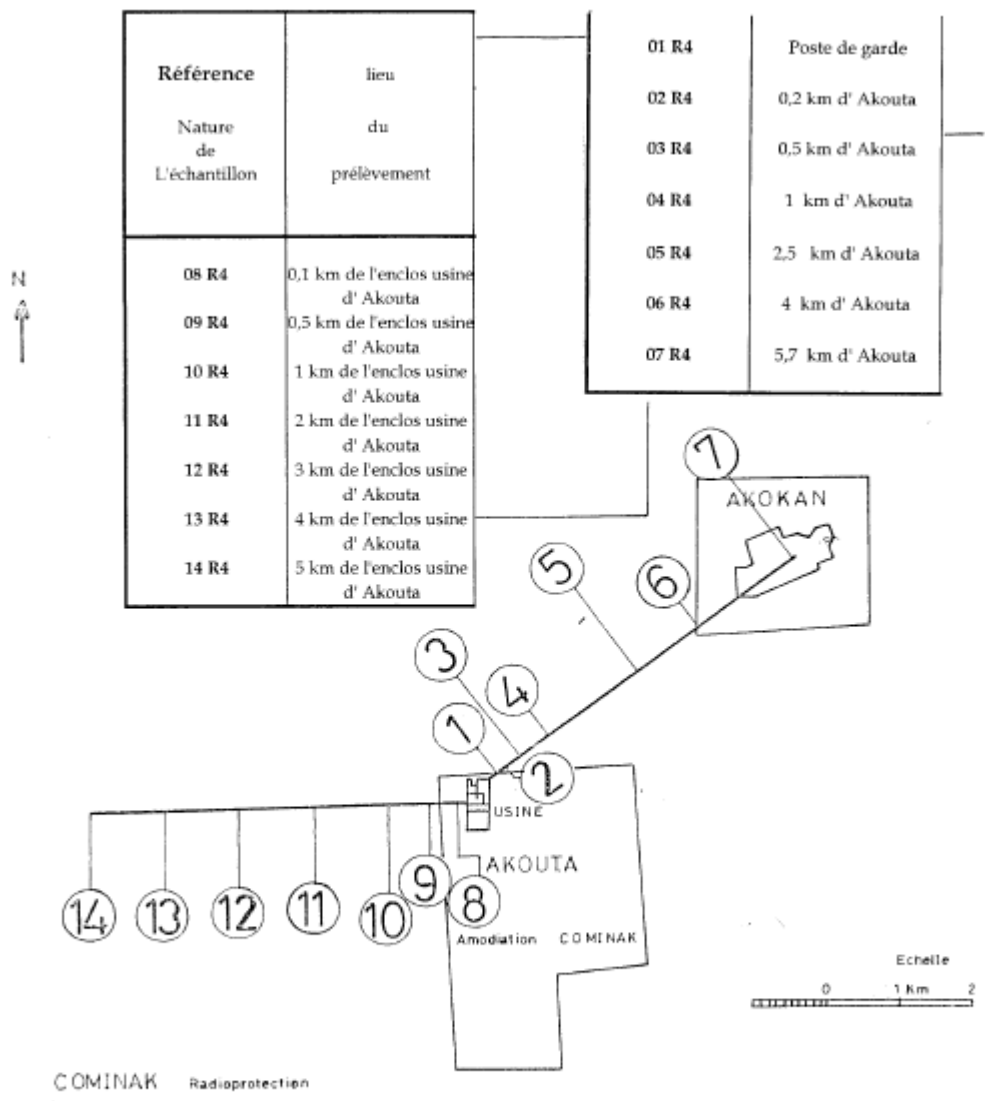 Référence
lieu
Nature
du
de
L'échantillon
prélèvement
08 R4
0,1 km de l'enclos usine
d' Akouta
09 R4
0,5 km de l'enclos usine
d' Akouta
10 R4
1 km de l'enclos usine
d' Akouta
11 R4
2 km de l'enclos usine
d' Akouta
12 R4
3 km de l'enclos usine
d' Akouta
13 R4
4 km de l'enclos usine
d' Akouta
14 R4
5 km de l'enclos usine
d' Akouta
01 R4 Poste de garde
02 R4 0,2 km d' Akouta
03 R4 0,5 km d' Akouta
04 R4 1 km d' Akouta
05 R4 2,5 km d' Akouta
06 R4 4 km d' Akouta
07 R4 5,7 km d' Akouta
N
7
AKOKAN
5
6
3
4
1
2
USINE
AKOUTA
9
8
14
13
12
11
10
Amodiation COMINAK
Echelle
0 1 Km 2
COMINAK Radioprotection